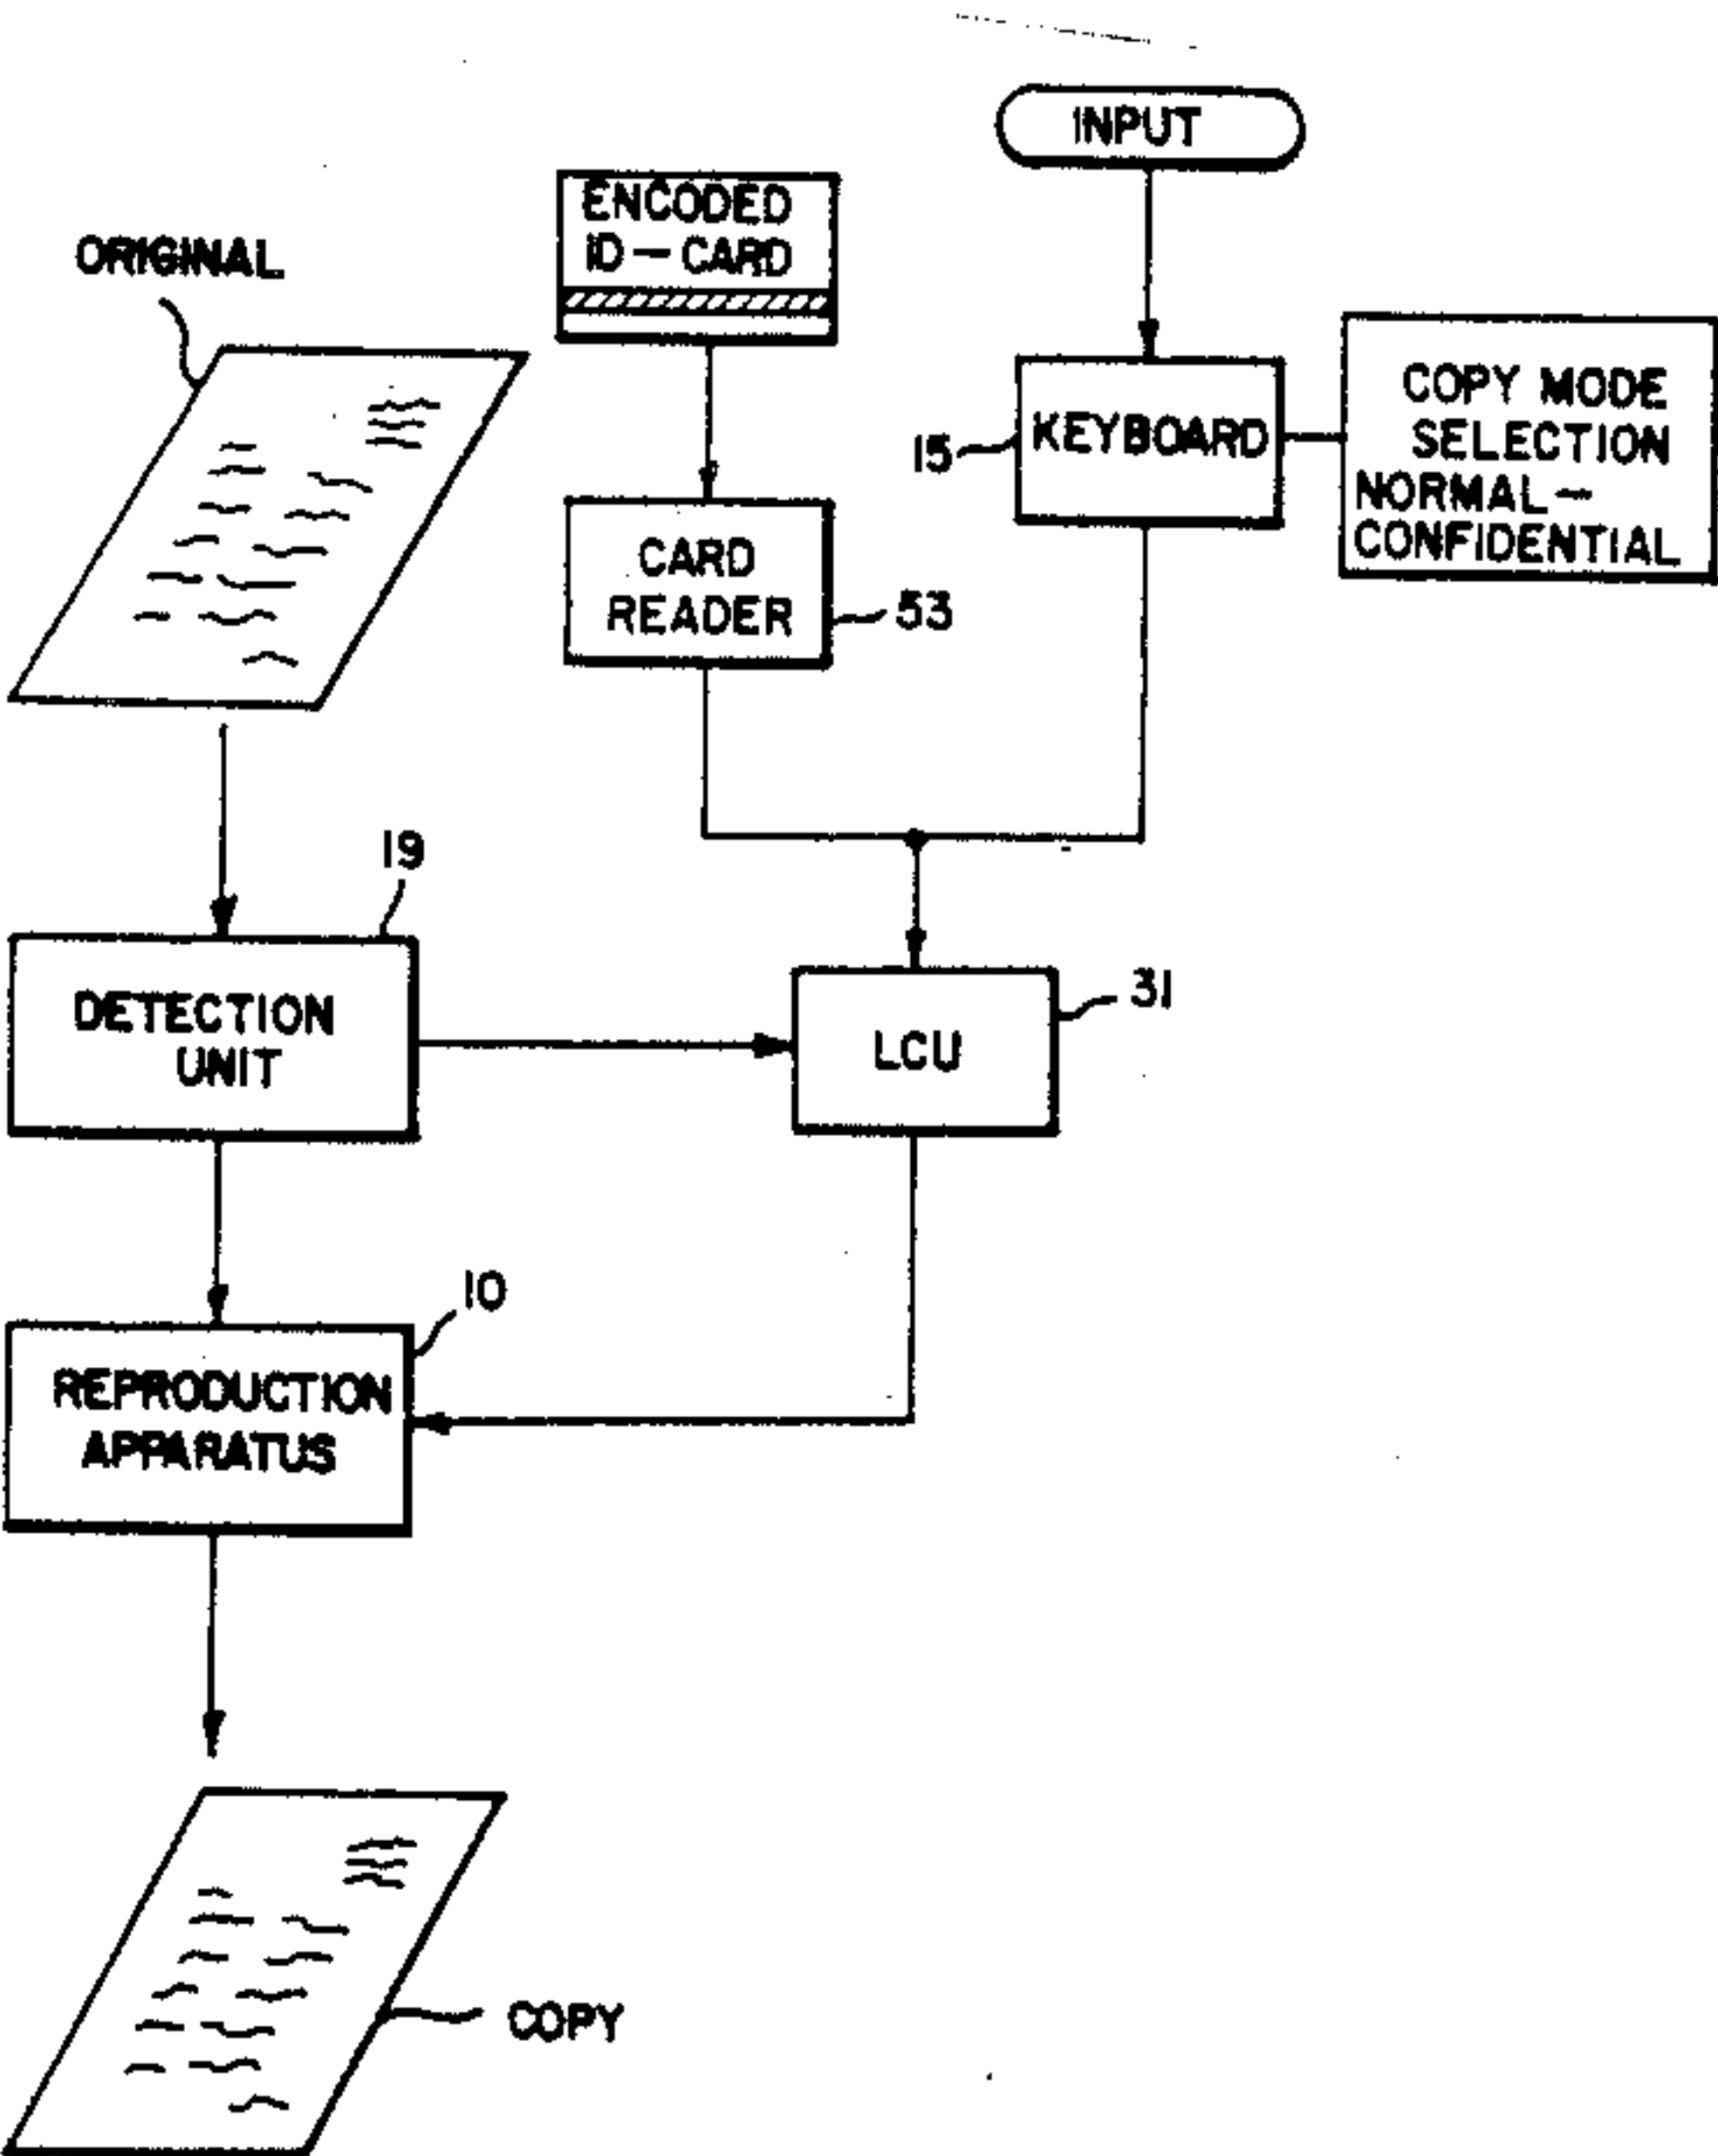 INPUT
ENCODED
ID-CARD
ORIGINAL
COPY MODE
SELECTION
NORMAL-
CONFIDENTIAL
KEYBOARD
15
CARD
READER
53
19
DETECTION
UNIT
31
LCU
10
REPRODUCTION
APPARATUS
COPY